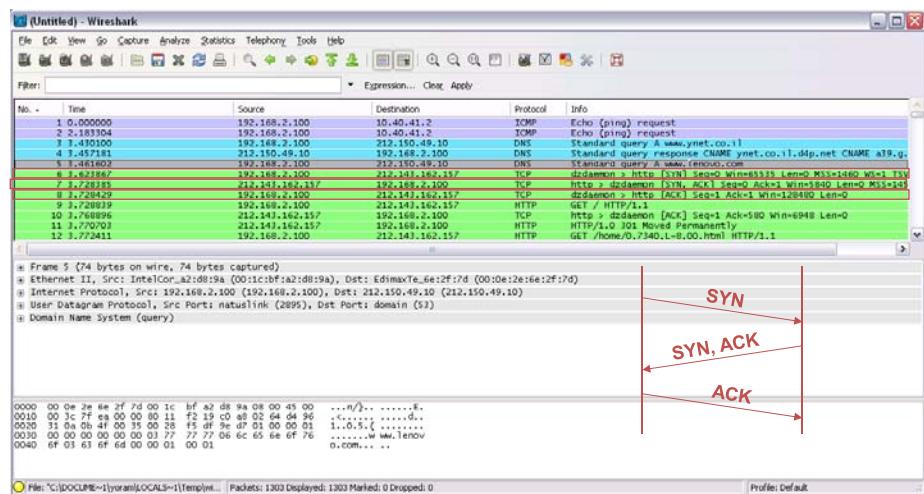 (Untitled) - Wireshark
File Edit View Go Capture Analyze Statistics Telephony Tools Help
Filter: Expression... Clear Apply
No. - Time Source Destination Protocol Info
1 0.000000 192.168.2.100 10.40.41.2 ICMP Echo (ping) request
2 2.183304 192.168.2.100 10.40.41.2 ICMP Echo (ping) request
3 3.430100 192.168.2.100 212.150.49.10 DNS Standard query A www.ynet.co.il
4 3.457181 212.150.49.10 192.168.2.100 DNS Standard query response CNAME ynet.co.il.d4p.net CNAME a39.g.
5 3.461602 192.168.2.100 212.150.49.10 DNS Standard query A www.lenovo.com
6 3.623867 192.168.2.100 212.143.162.157 TCP dzdaemon > http [SYN] Seq=0 Win=65535 Len=0 MSS=1460 WS=1 TSV
7 3.728385 212.143.162.157 192.168.2.100 TCP http > dzdaemon [SYN, ACK] Seq=0 Ack=1 Win=5840 Len=0 MSS=145
8 3.728429 192.168.2.100 212.143.162.157 TCP dzdaemon > http [ACK] Seq=1 Ack=1 Win=128480 Len=0
9 3.728839 192.168.2.100 212.143.162.157 HTTP GET / HTTP/1.1
10 3.768896 212.143.162.157 192.168.2.100 TCP http > dzdaemon [ACK] Seq=1 Ack=580 Win=6948 Len=0
11 3.770703 212.143.162.157 192.168.2.100 HTTP HTTP/1.0 301 Moved Permanently
12 3.772411 192.168.2.100 212.143.162.157 HTTP GET /home/0,7340,L-8,00.html HTTP/1.1
Frame 5 (74 bytes on wire, 74 bytes captured)
Ethernet II, Src: IntelCor_a2:d8:9a (00:1c:bf:a2:d8:9a), Dst: EdimaxTe_6e:2f:7d (00:0e:2e:6e:2f:7d)
Internet Protocol, Src: 192.168.2.100 (192.168.2.100), Dst: 212.150.49.10 (212.150.49.10)
User Datagram Protocol, Src Port: natuslink (2895), Dst Port: domain (53)
Domain Name System (query)
SYN
SYN, ACK
ACK
0000 00 0e 2e 6e 2f 7d 00 1c bf a2 d8 9a 08 00 45 00 ...n/}.. ......E.
0010 00 3c 7f ea 00 00 80 11 f2 19 c0 a8 02 64 d4 96 .<...... .....d..
0020 31 0a 0b 4f 00 35 00 28 f5 df 9e d7 01 00 00 01 1..O.5.( ........
0030 00 00 00 00 00 00 03 77 77 77 06 6c 65 6e 6f 76 .......w ww.lenov
0040 6f 03 63 6f 6d 00 00 01 00 01 o.com... ..
File: "C:\DOCUME~1\yoram\LOCALS~1\Temp\wi... Packets: 1303 Displayed: 1303 Marked: 0 Dropped: 0 Profile: Default